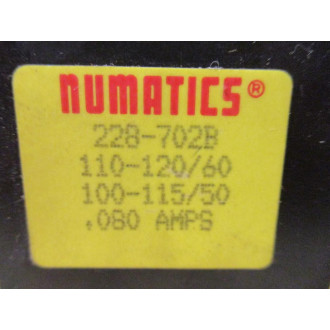 NUMATICS®
228-702B
110-120/60
100-115/50
.080 AMPS